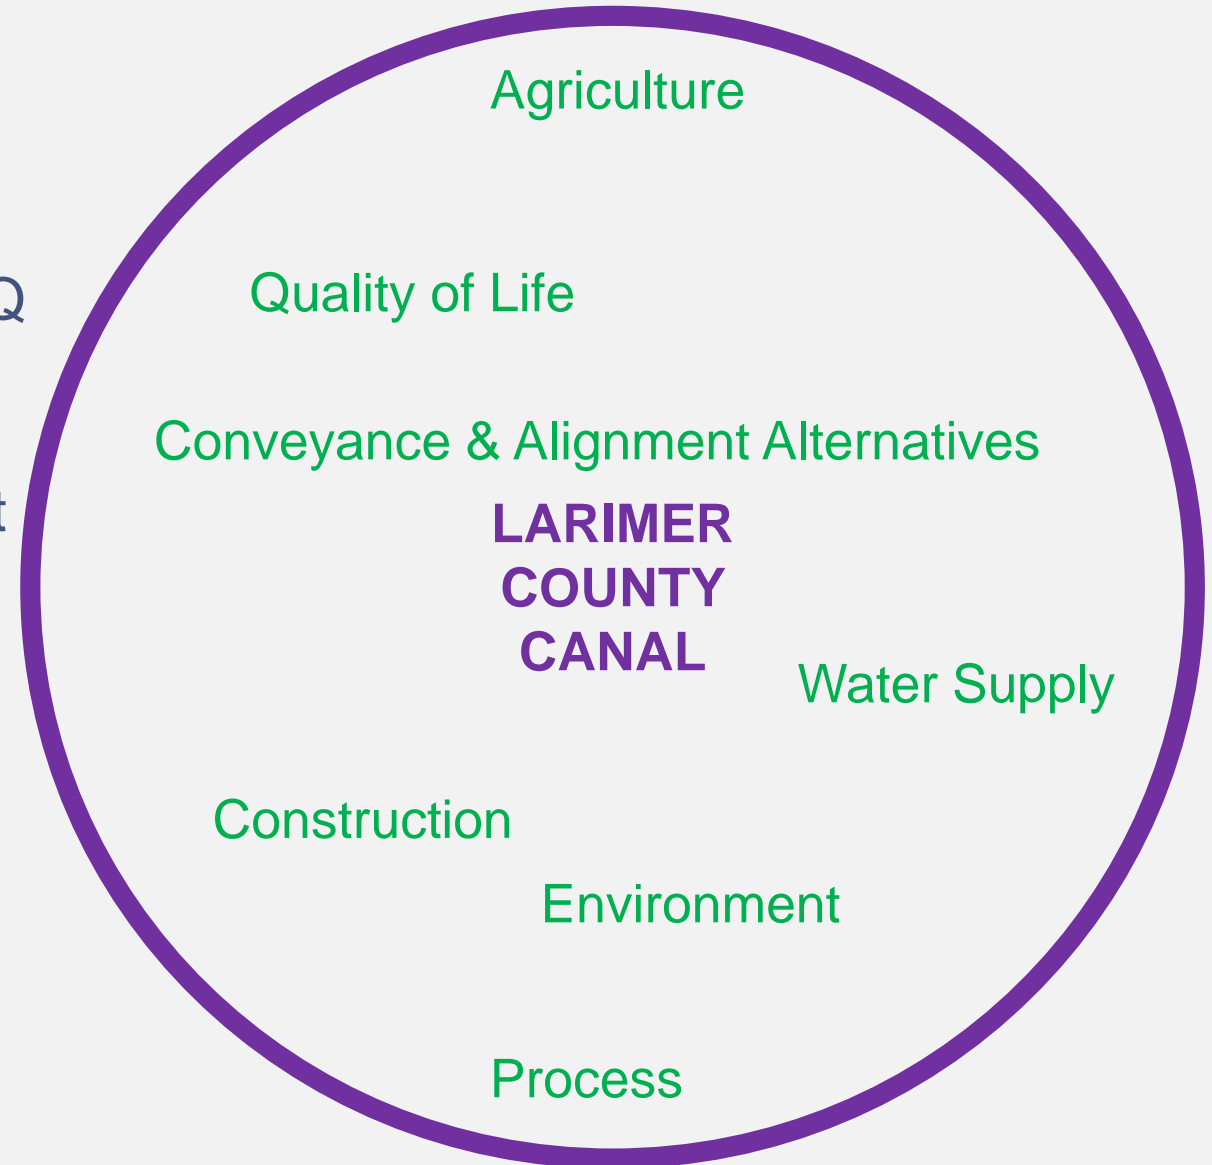 Agriculture
Q
Quality of Life
Conveyance & Alignment Alternatives
t
LARIMER
COUNTY
CANAL
Water Supply
Construction
Environment
Process